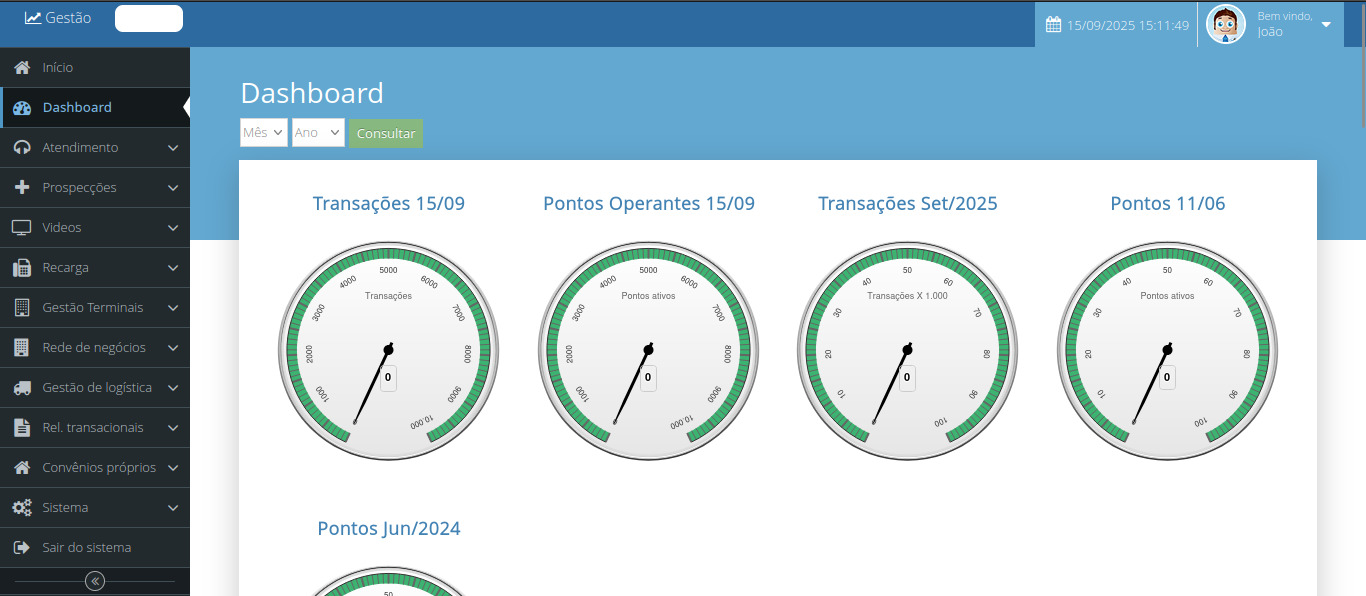 Gestão
15/09/2025 15:11:49
Bem vindo,
João
Início
Dashboard
Atendimento
Prospecções
Videos
Recarga
Gestão Terminais
Rede de negócios
Gestão de logística
Rel. transacionais
Convênios próprios
Sistema
Sair do sistema
Dashboard
Mês Ano Consultar
Transações 15/09
1000 2000 3000 4000 5000 6000 7000 8000 9000 10.000
Transações
0
Pontos Operantes 15/09
1000 2000 3000 4000 5000 6000 7000 8000 9000 10.000
Pontos ativos
0
Transações Set/2025
10 20 30 40 50 60 70 80 90 100
Transações X 1.000
0
Pontos 11/06
10 20 30 40 50 60 70 80 90 100
Pontos ativos
0
Pontos Jun/2024
50